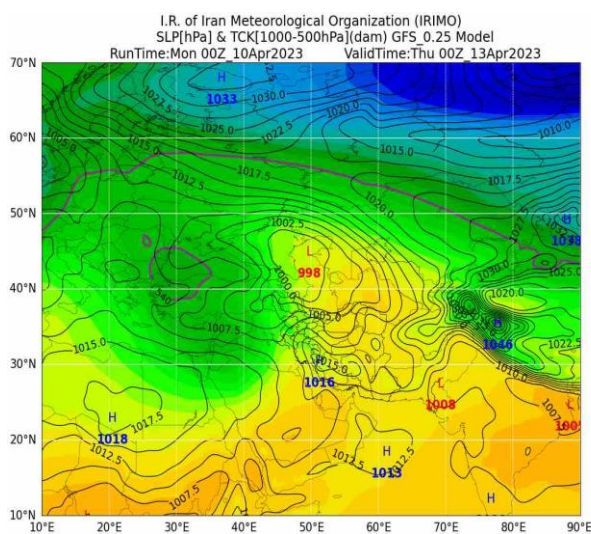 I.R. of Iran Meteorological Organization (IRIMO)
SLP[hPa] & TCK[1000-500hPa](dam) GFS_0.25 Model
RunTime:Mon 00Z_10Apr2023 ValidTime:Thu 00Z_13Apr2023
70°N
H
1033
1027.5
1030.0
1025.0
1022.5
1020.0
1010.0
1005.0
60°N
1015.0
1015.0
1012.5
1017.5
1017.5
1020.0
50°N
H
1038
1002.5
L
998
1030.0
1025.0
1020.0
40°N
540
1000.0
1005.0
1007.5
H
1046
1022.5
1015.0
1015.0
1010.0
30°N
H
1016
L
1008
L
1017.5
H
1018
20°N
1012.5
H
1013
1012.5
1012.5
1007.5
H
10°N
10°E 20°E 30°E 40°E 50°E 60°E 70°E 80°E 90°E